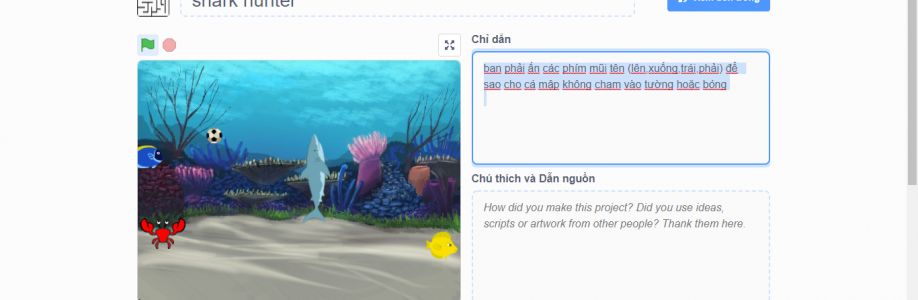 shark hunter
Chỉ dẫn
bạn phải ấn các phím mũi tên (lên,xuống,trái,phải) để
sao cho cá mập không chạm vào tường hoặc bóng
Chú thích và Dẫn nguồn
How did you make this project? Did you use ideas,
scripts or artwork from other people? Thank them here.